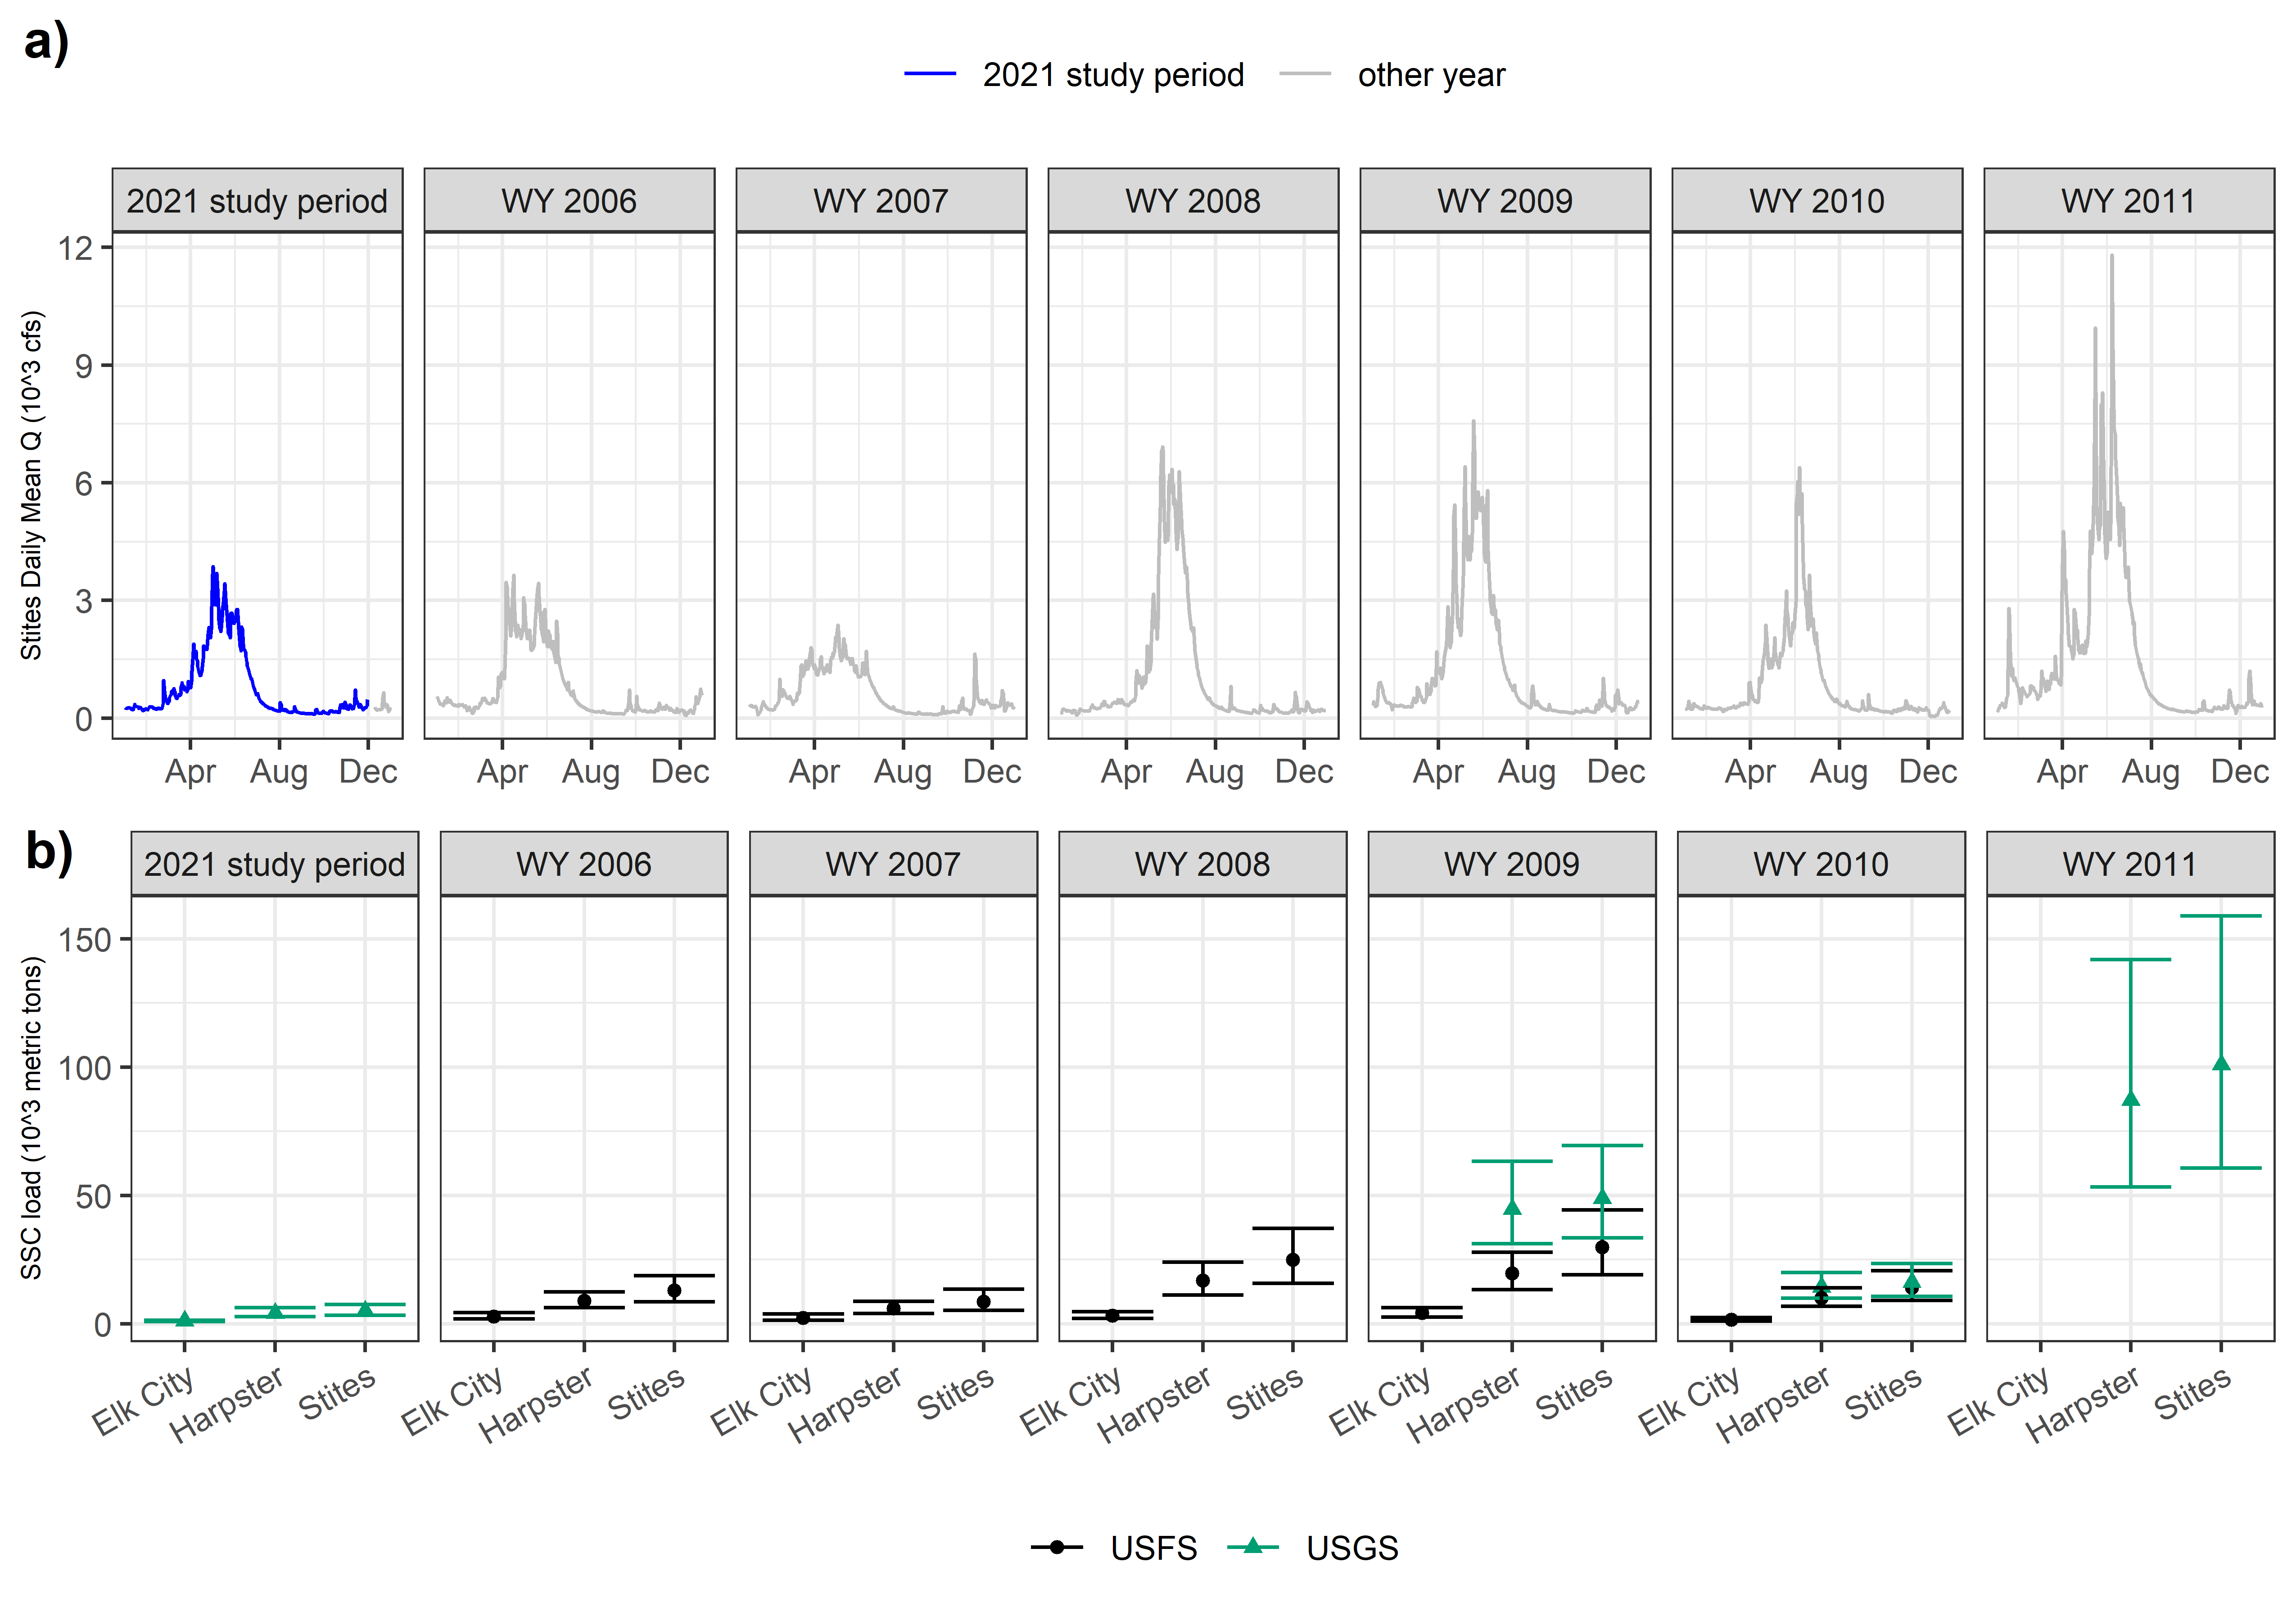 a)
2021 study period other year
2021 study period WY 2006 WY 2007 WY 2008 WY 2009 WY 2010 WY 2011
Stites Daily Mean Q (10^3 cfs)
12
9
6
3
0
Apr Aug Dec Apr Aug Dec Apr Aug Dec Apr Aug Dec Apr Aug Dec Apr Aug Dec Apr Aug Dec
b)
2021 study period WY 2006 WY 2007 WY 2008 WY 2009 WY 2010 WY 2011
SSC load (10^3 metric tons)
150
100
50
0
Elk City Harpster Stites Elk City Harpster Stites Elk City Harpster Stites Elk City Harpster Stites Elk City Harpster Stites Elk City Harpster Stites Elk City Harpster Stites
USFS USGS